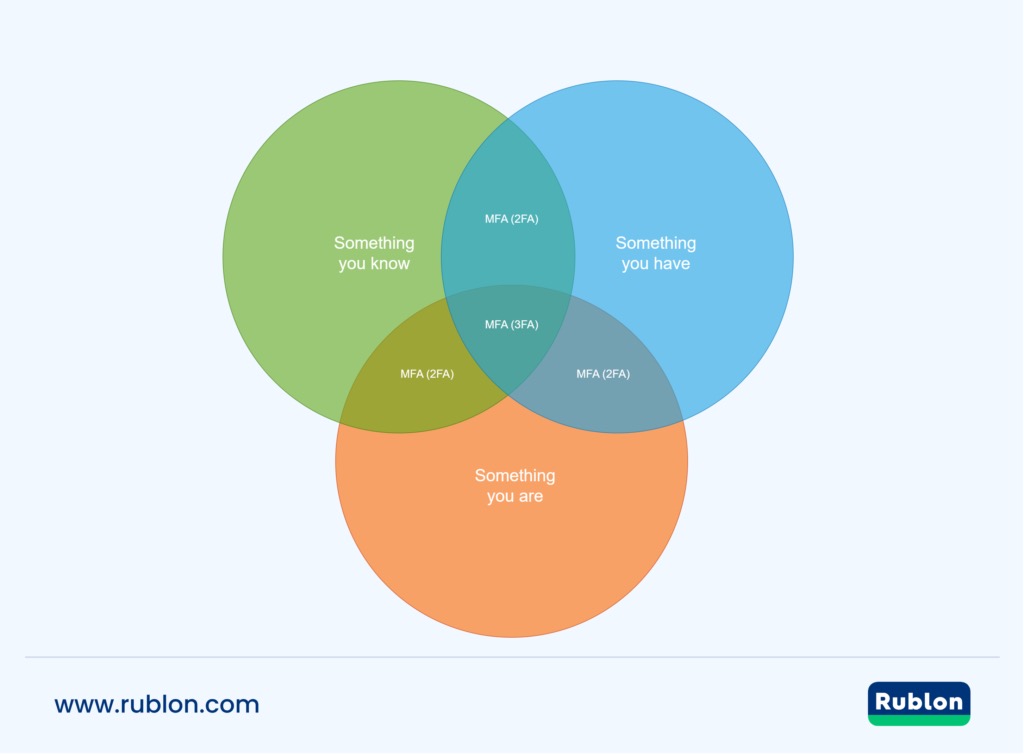 MFA (2FA)
Something
you know
Something
you have
MFA (3FA)
MFA (2FA)
MFA (2FA)
Something
you are
www.rublon.com
Rublon